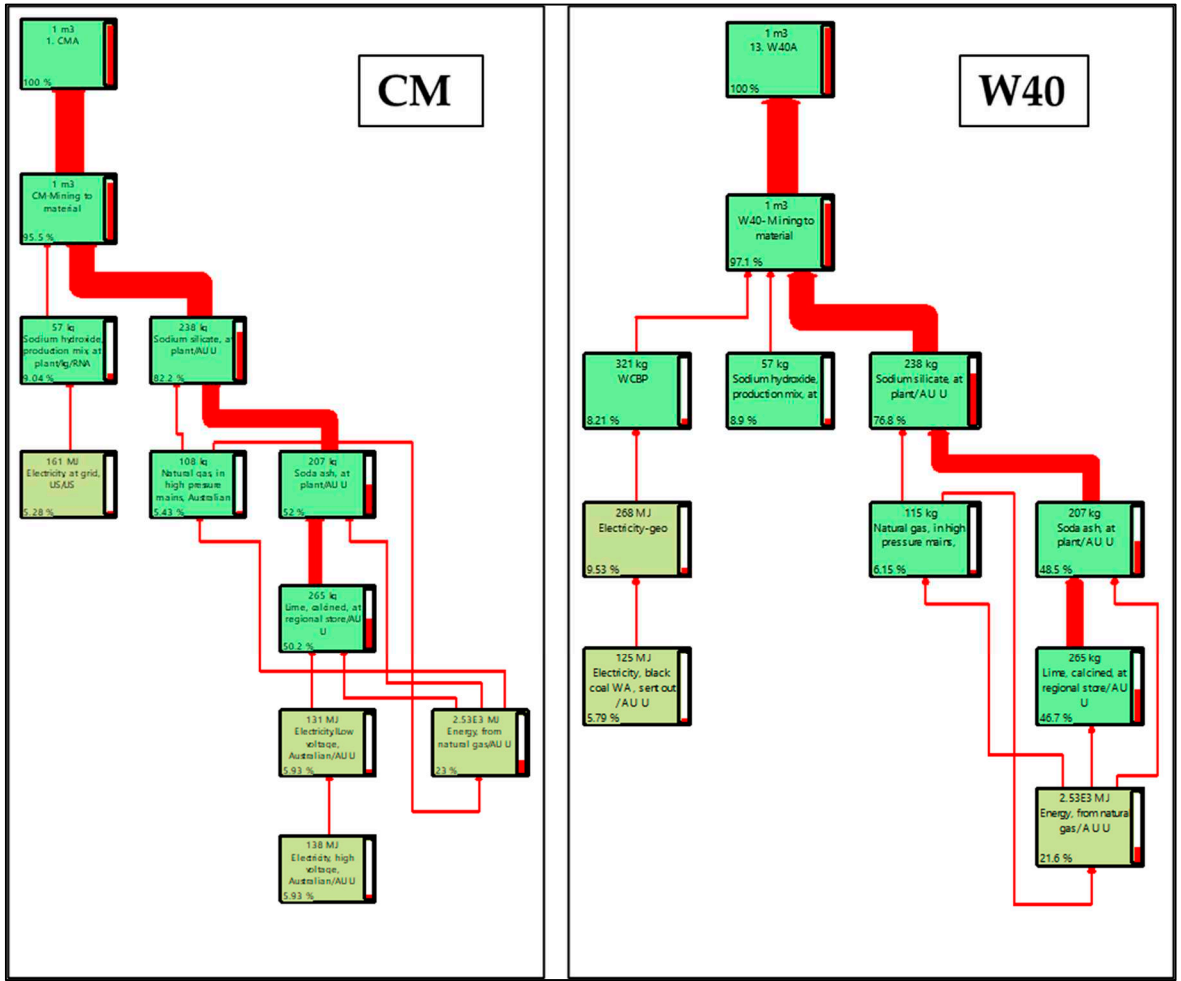 1 m3
1. CMA
100 %
CM
1 m3
CM-Mining to
material
95.5 %
57 kg
Sodium hydroxide,
production mix, at
plant/kg/RNA
9.04 %
238 kg
Sodium silicate, at
plant/AU U
82.2 %
161 MJ
Electricity, at grid,
US/US
5.28 %
108 kg
Natural gas, in
high pressure
mains, Australian
5.43 %
207 kg
Soda ash, at
plant/AU U
52 %
265 kg
Lime, calcined, at
regional store/AU
U
50.2 %
131 MJ
Electricity, Low
voltage,
Australian/AU U
5.93 %
2.53E3 MJ
Energy, from
natural gas/AU U
23 %
138 MJ
Electricity, high
voltage,
Australian/AU U
5.93 %
1 m3
13. W40A
100 %
W40
1 m3
W40-Mining to
material
97.1 %
321 kg
WCBP
8.21 %
57 kg
Sodium hydroxide,
production mix, at
8.9 %
238 kg
Sodium silicate, at
plant/AU U
76.8 %
268 MJ
Electricity-geo
9.53 %
115 kg
Natural gas, in high
pressure mains,
6.15 %
207 kg
Soda ash, at
plant/AU U
48.5 %
125 MJ
Electricity, black
coal WA, sent out
/AU U
5.79 %
265 kg
Lime, calcined, at
regional store/AU
U
46.7 %
2.53E3 MJ
Energy, from natural
gas/AU U
21.6 %